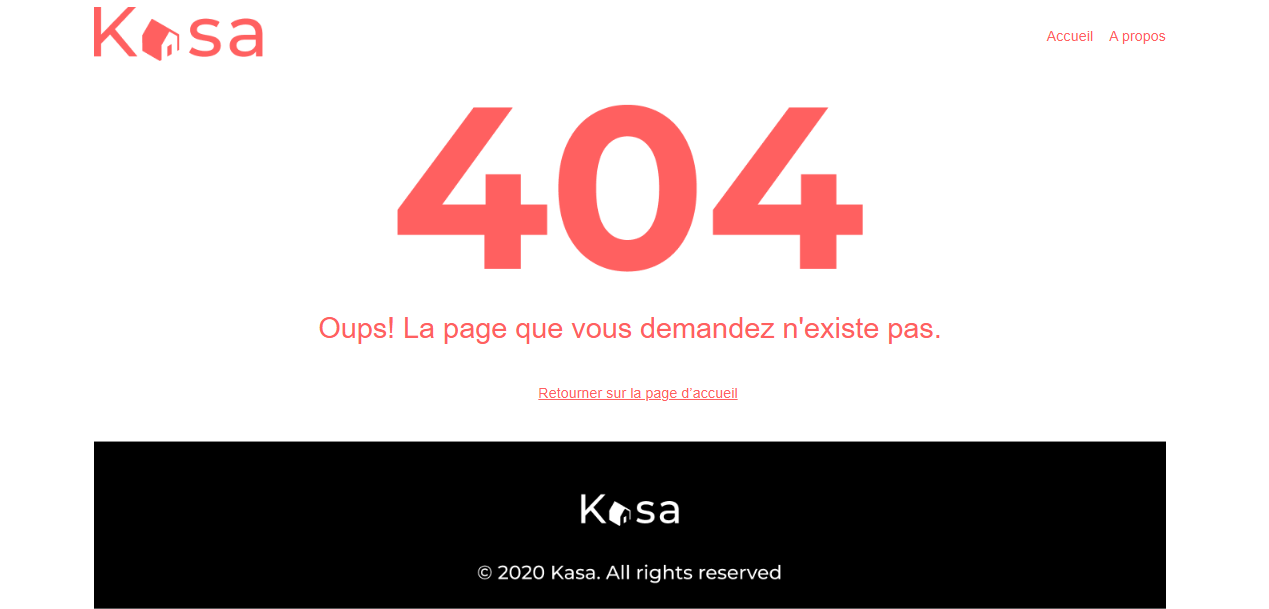 Kasa
Accueil A propos
404
Oups! La page que vous demandez n'existe pas.
Retourner sur la page d’accueil
Kasa
© 2020 Kasa. All rights reserved